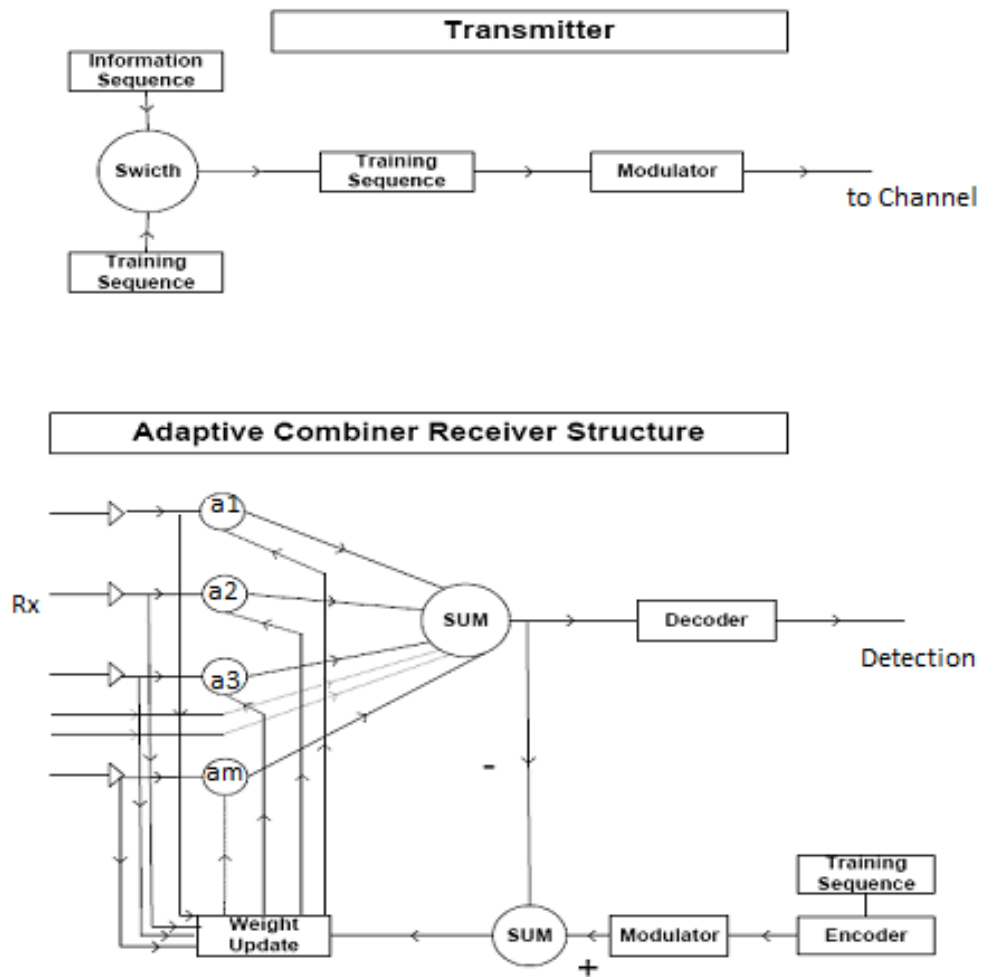 Transmitter
Information
Sequence
Swicth
Training
Sequence
Modulator
to Channel
Training
Sequence
Adaptive Combiner Receiver Structure
a1
Rx
a2
SUM
Decoder
Detection
a3
am
-
Training
Sequence
Weight
Update
SUM
Modulator
Encoder
+